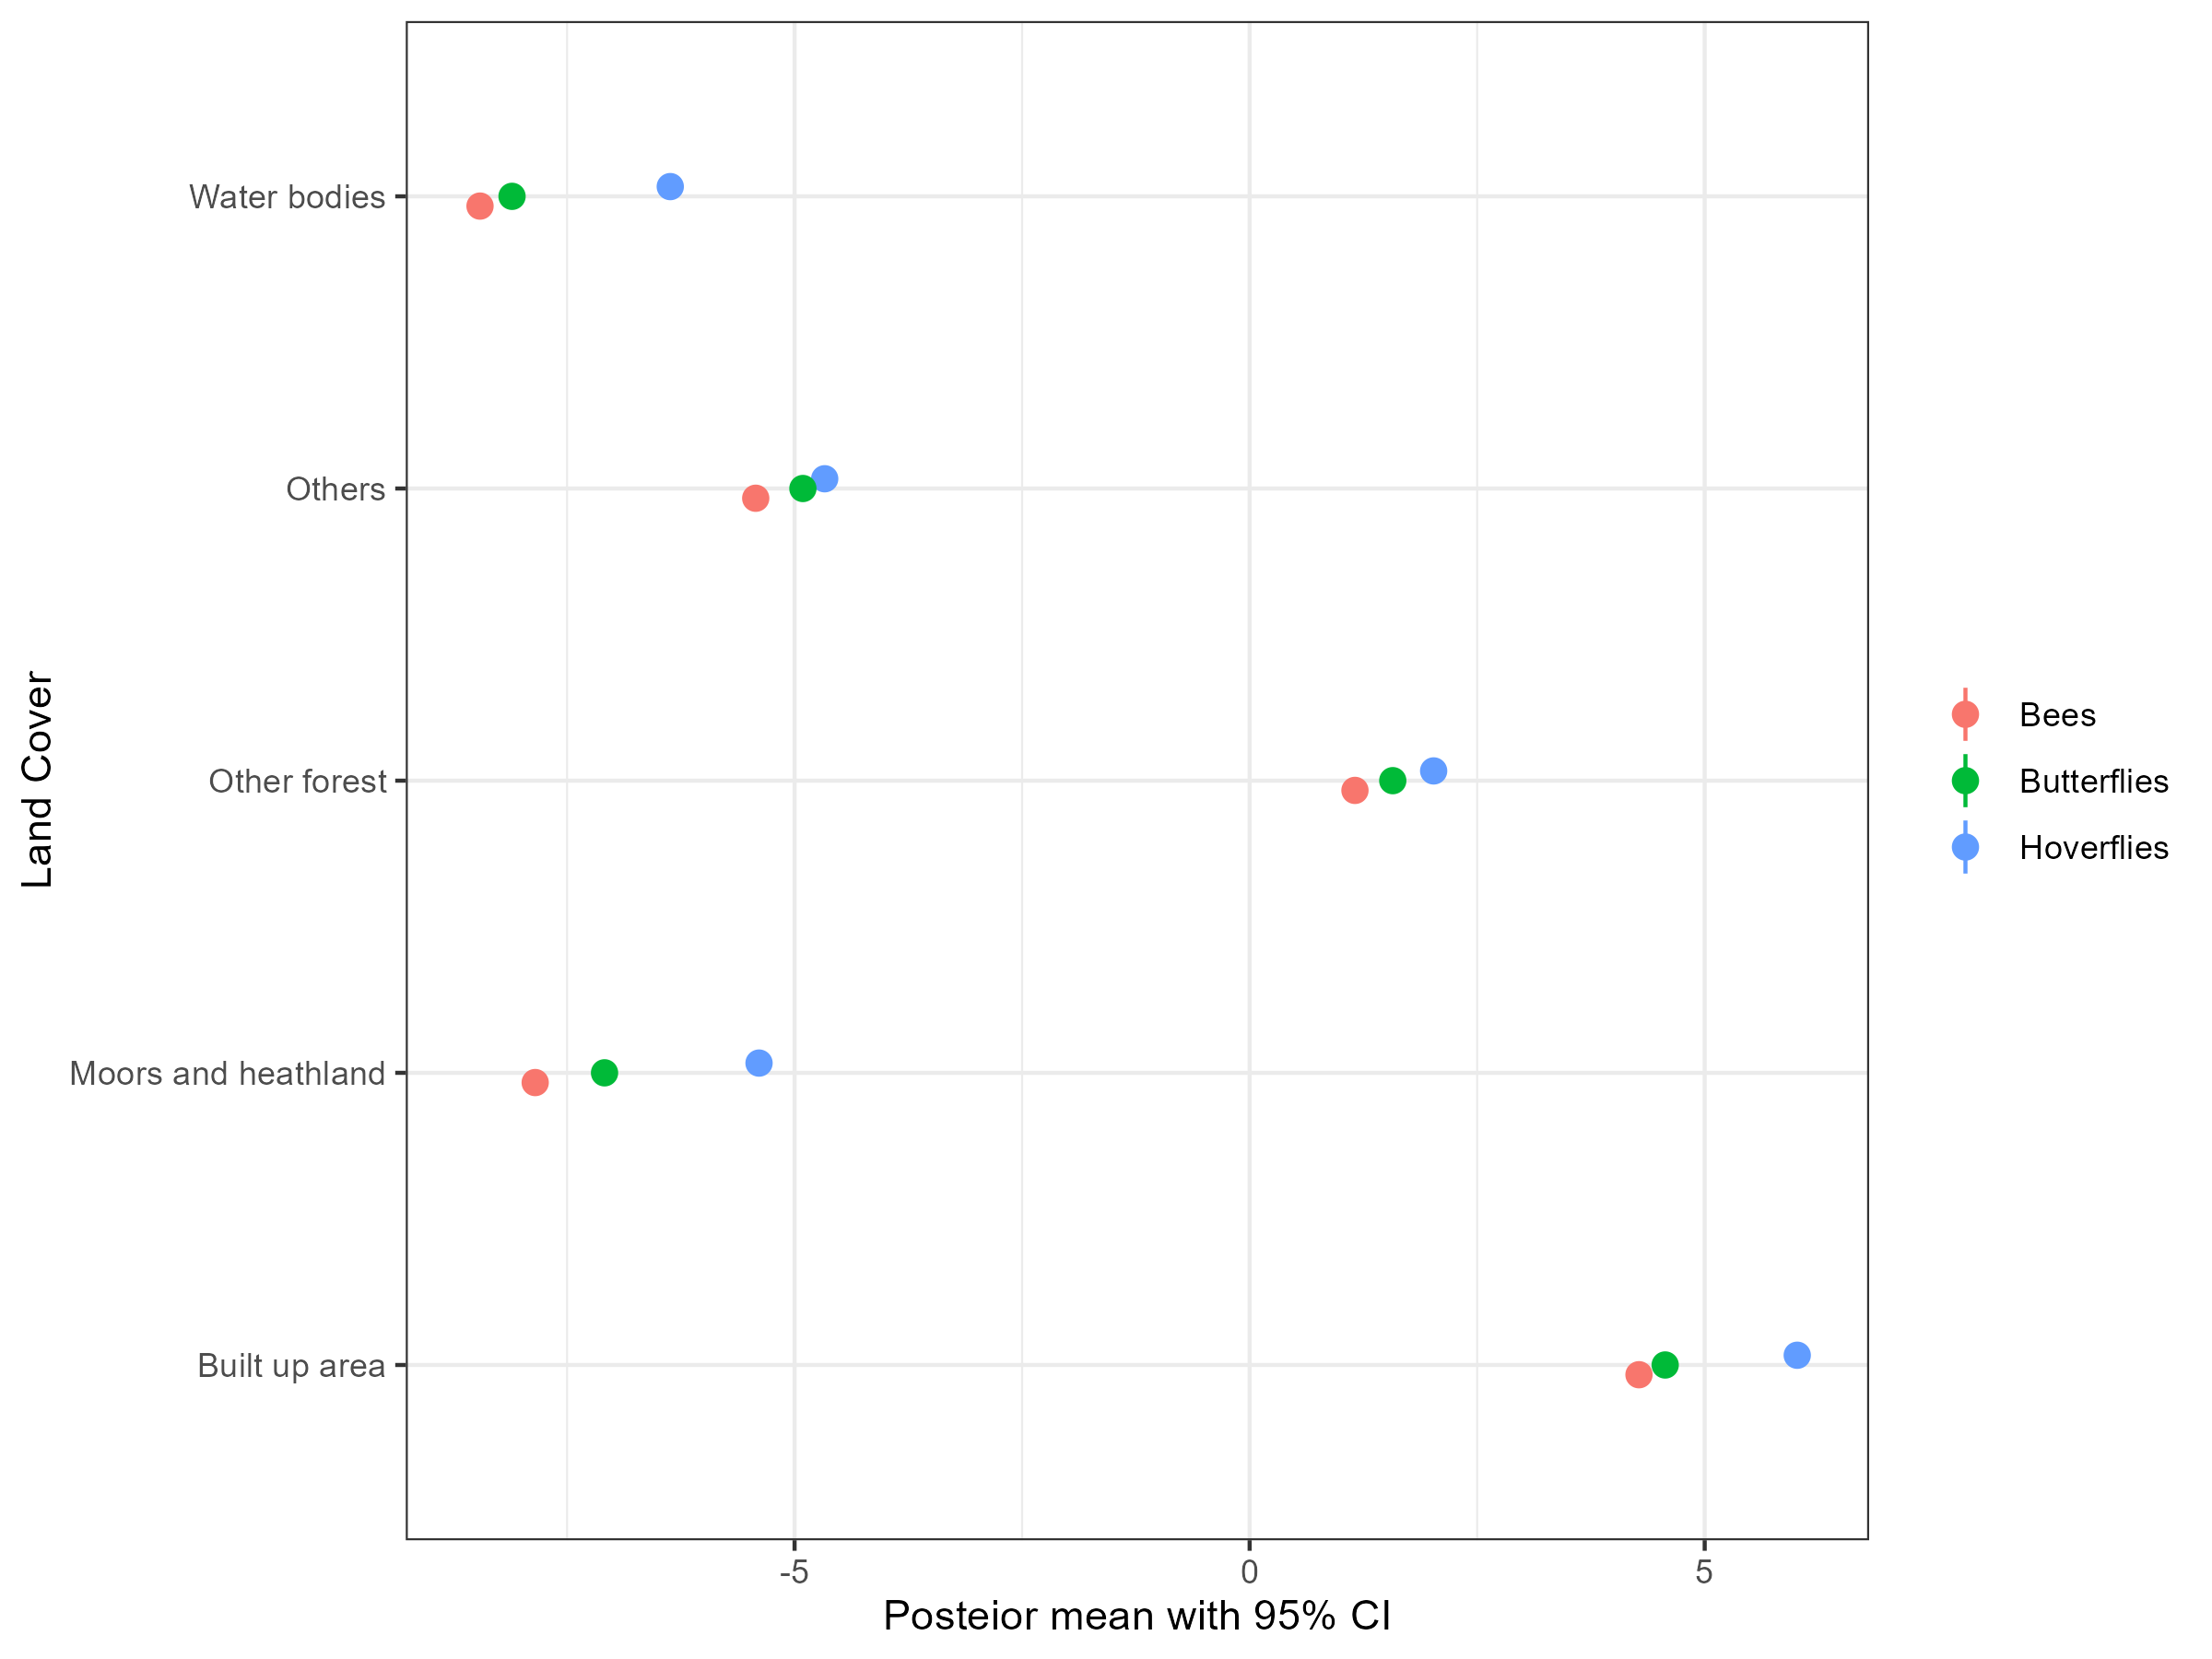 Water bodies
Others
Other forest
Moors and heathland
Built up area
Land Cover
-5 0 5
Posteior mean with 95% CI
Bees
Butterflies
Hoverflies